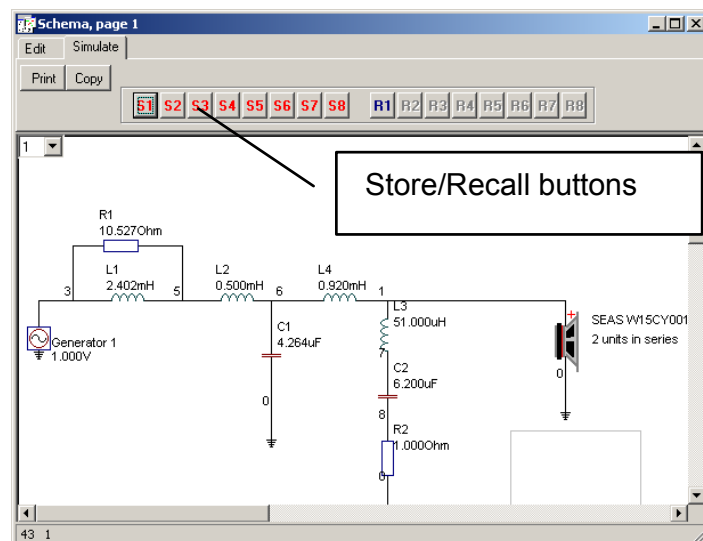 Schema, page 1
Edit Simulate
Print Copy
S1 S2 S3 S4 S5 S6 S7 S8 R1 R2 R3 R4 R5 R6 R7 R8
1
Store/Recall buttons
R1
10.527Ohm
L1
2.402mH
L2
0.500mH
L4
0.920mH
3 5 6 1
L3
51.000uH
Generator 1
1.000V
C1
4.264uF
SEAS W15CY001
2 units in series
+
7
0
C2
6.200uF
0
8
R2
1.000Ohm
0
43 1